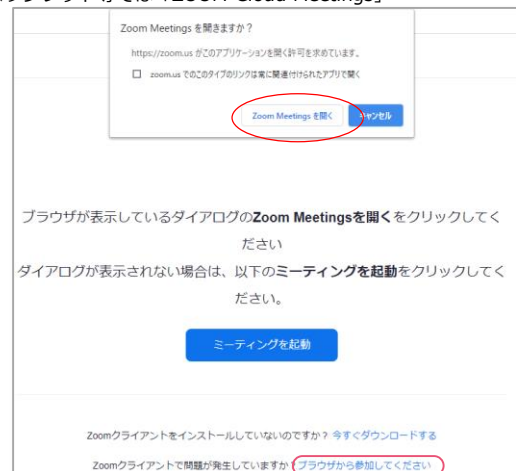 「ZOOM Cloud Meetings」
Zoom Meetings を開きますか？
https://zoom.us がこのアプリケーションを開く許可を求めています。
zoom.us でのこのタイプのリンクは常に関連付けられたアプリで開く
Zoom Meetings を開く
キャンセル
ブラウザが表示しているダイアログのZoom Meetingsを開くをクリックしてく
ださい
ダイアログが表示されない場合は、以下のミーティングを起動をクリックしてく
ださい。
ミーティングを起動
Zoomクライアントをインストールしていないのですか？ 今すぐダウンロードする
Zoomクライアントで問題が発生していますか？ブラウザから参加してください